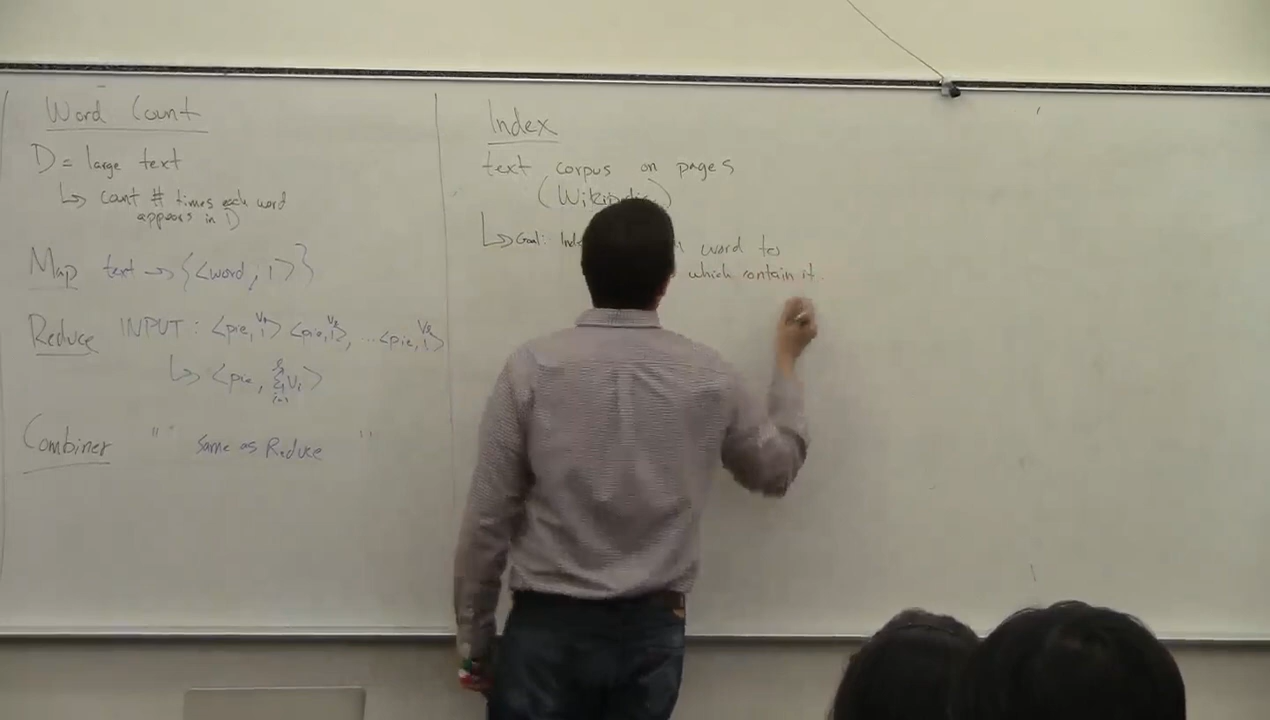 Word Count
D = large text
↳ count # times each word
appears in D
Map text → {<word, 1>}
Reduce INPUT : <pie, 1> <pie, 1>, ... <pie, 1>
v₁ v₂
↳ <pie, Σ vᵢ>
i=1
Combiner " " Same as Reduce "
Index
text corpus on pages
(Wikipedia)
↳ Goal: word to
which contain it.